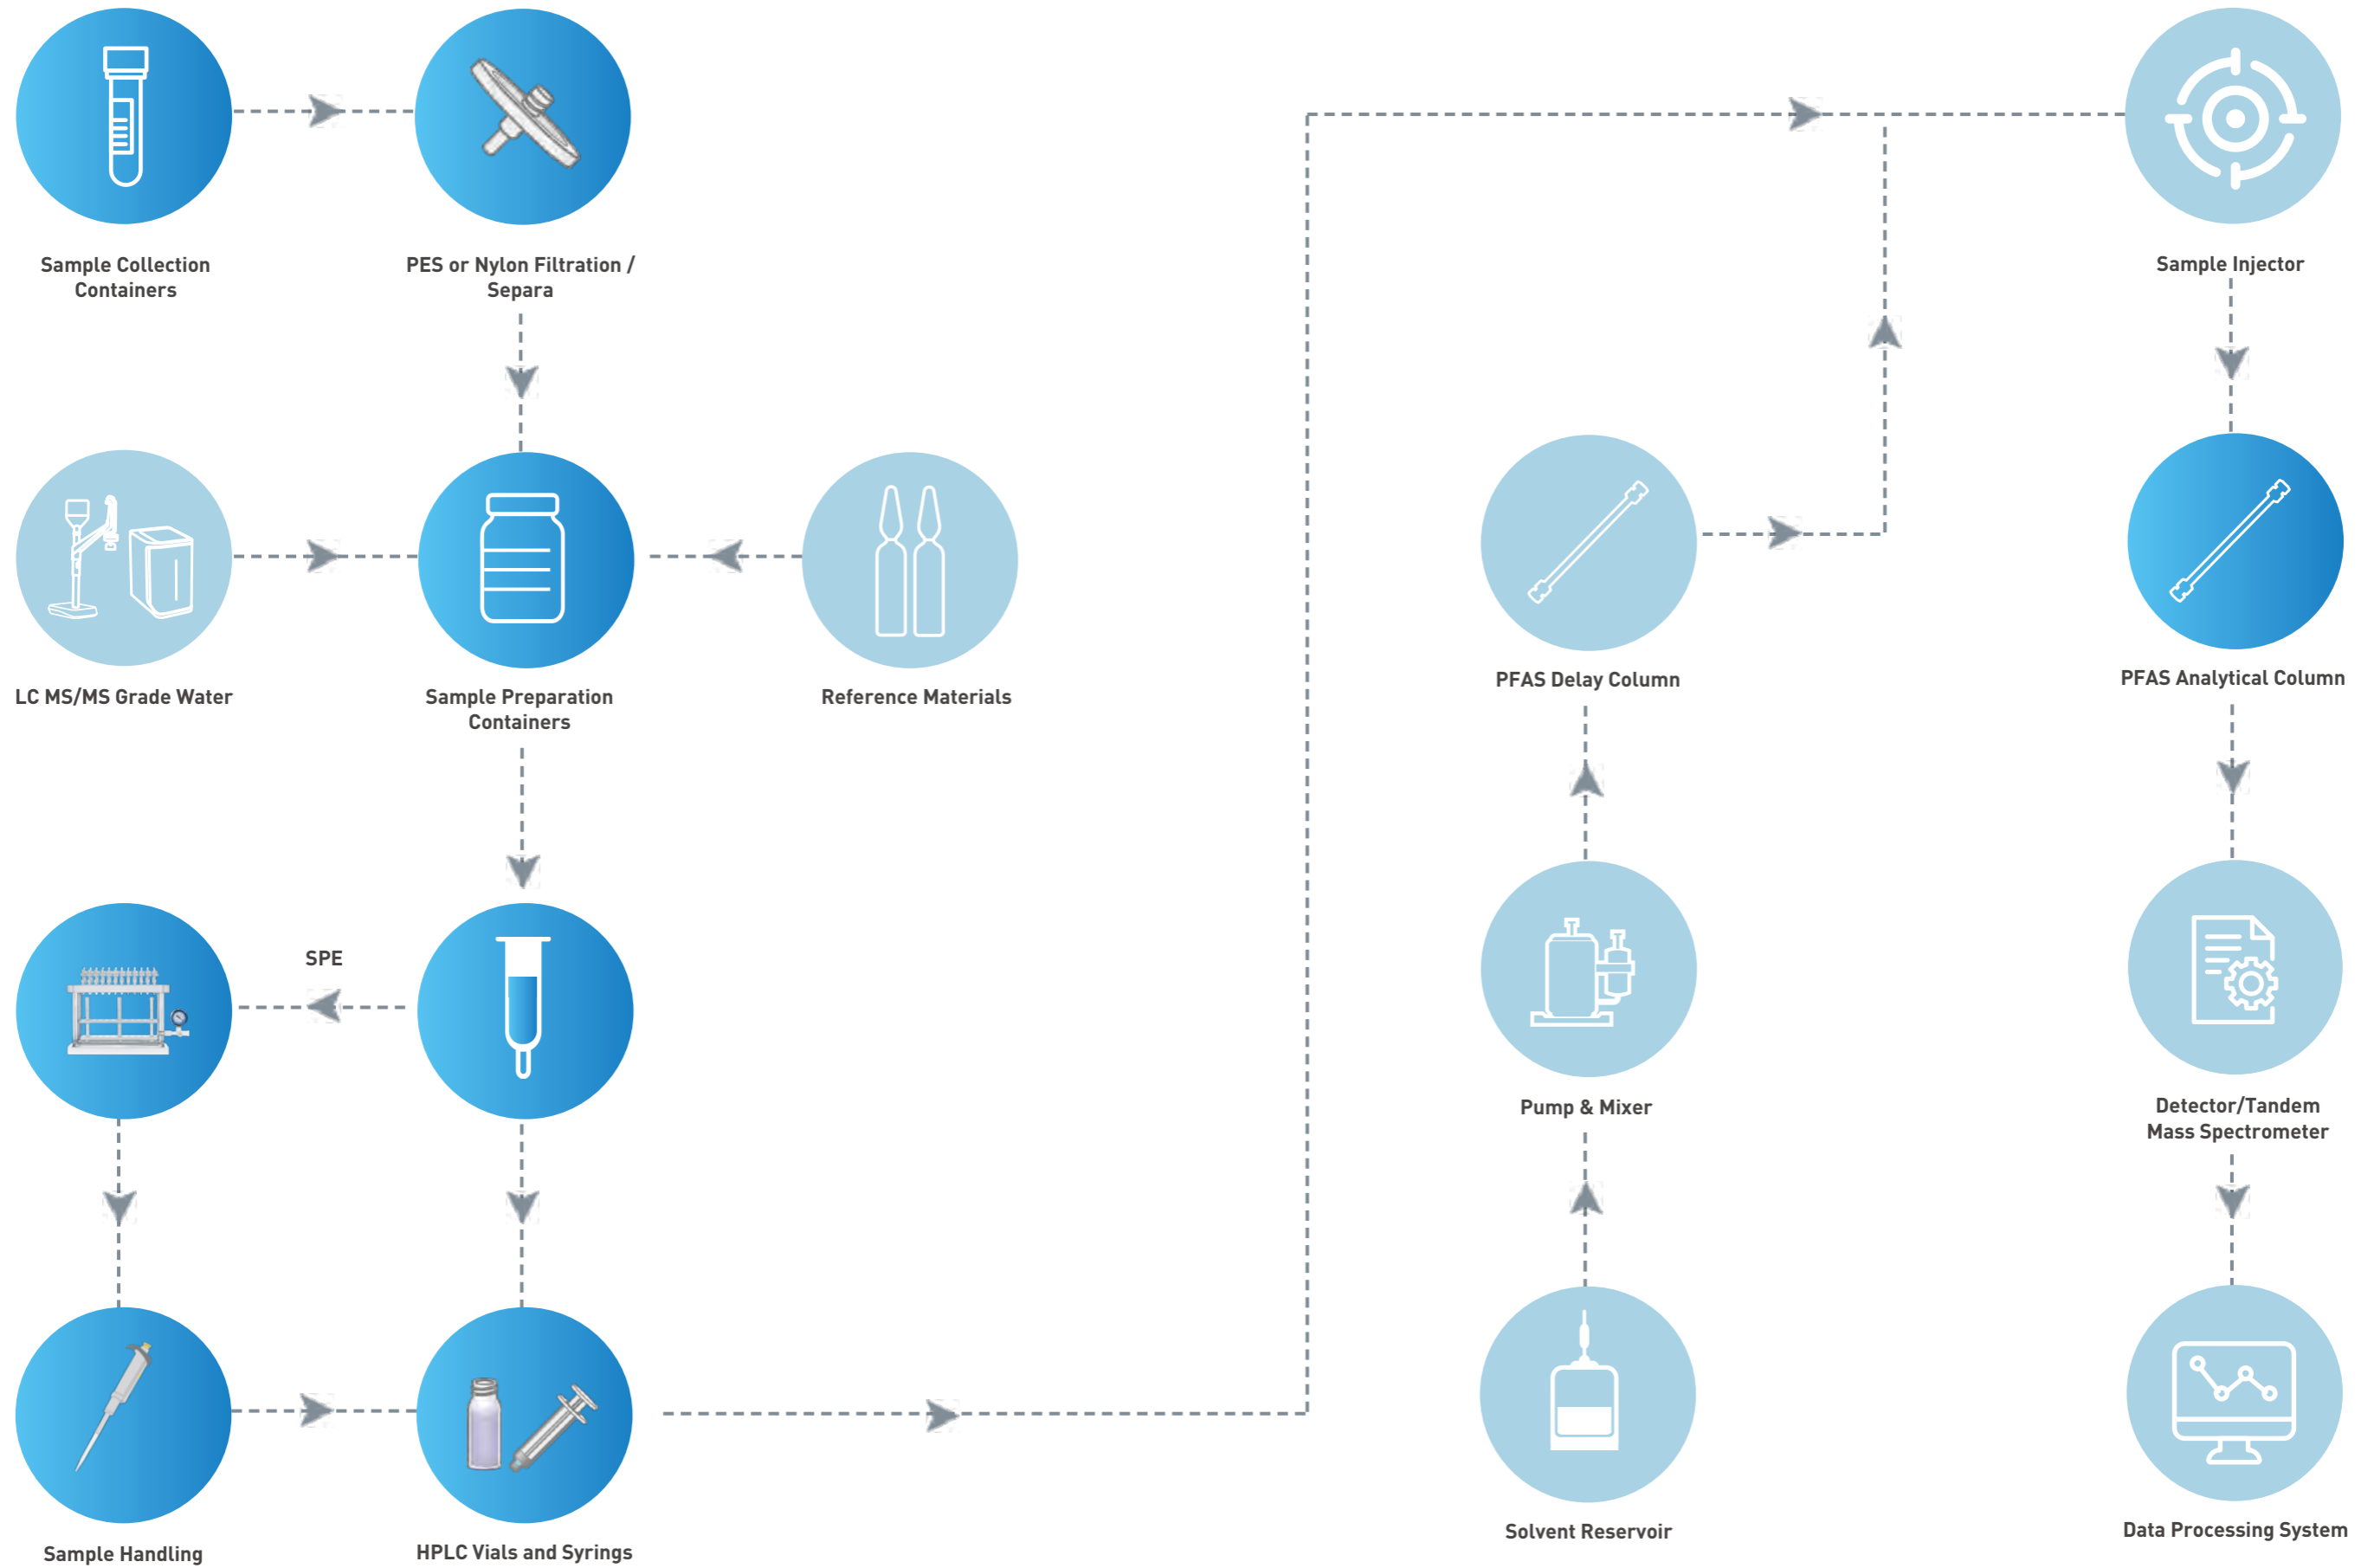 Sample Collection
Containers
PES or Nylon Filtration /
Separa
Sample Injector
LC MS/MS Grade Water
Sample Preparation
Containers
Reference Materials
PFAS Delay Column
PFAS Analytical Column
SPE
Pump & Mixer
Detector/Tandem
Mass Spectrometer
Sample Handling
HPLC Vials and Syrings
Solvent Reservoir
Data Processing System